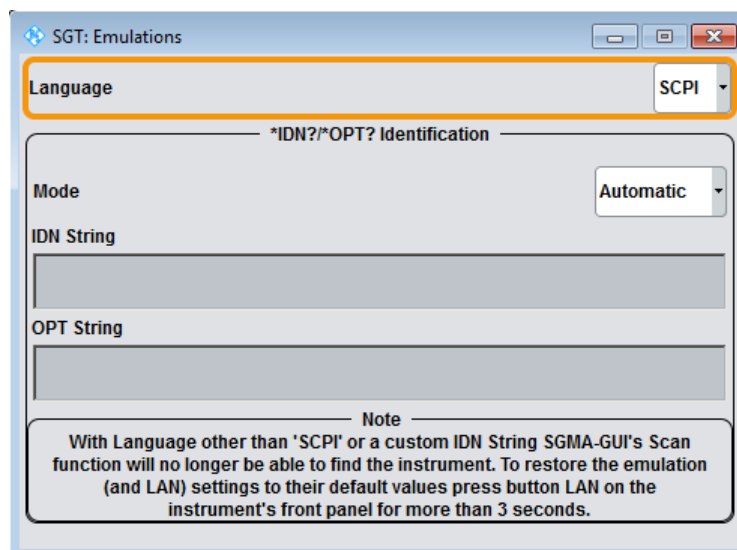 SGT: Emulations
Language SCPI
*IDN?/*OPT? Identification
Mode Automatic
IDN String
OPT String
Note
With Language other than 'SCPI' or a custom IDN String SGMA-GUI's Scan
function will no longer be able to find the instrument. To restore the emulation
(and LAN) settings to their default values press button LAN on the
instrument's front panel for more than 3 seconds.